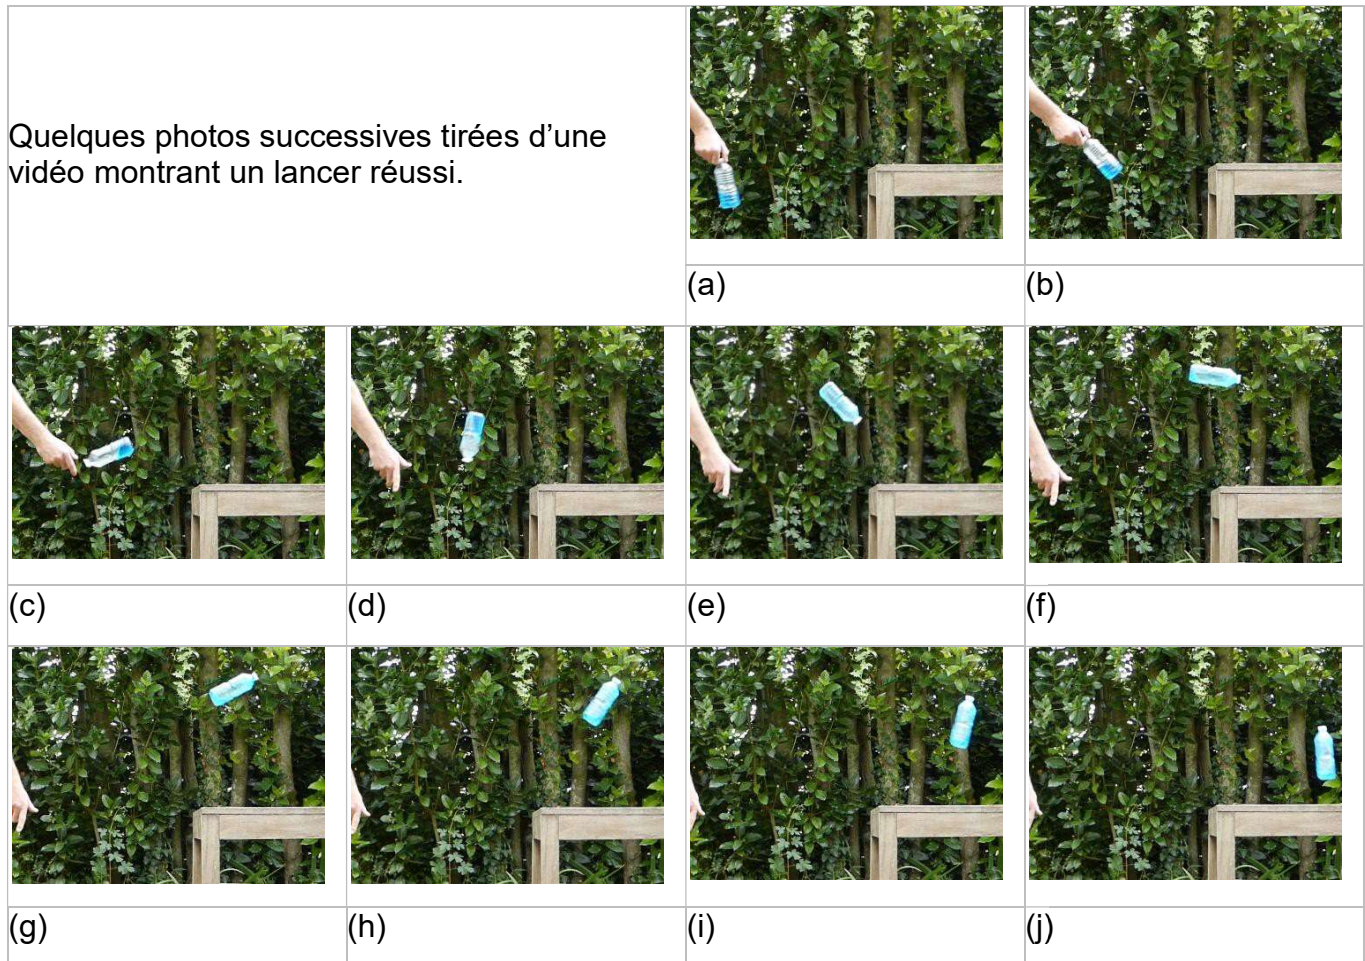 Quelques photos successives tirées d’une
vidéo montrant un lancer réussi.
(a)
(b)
(c)
(d)
(e)
(f)
(g)
(h)
(i)
(j)